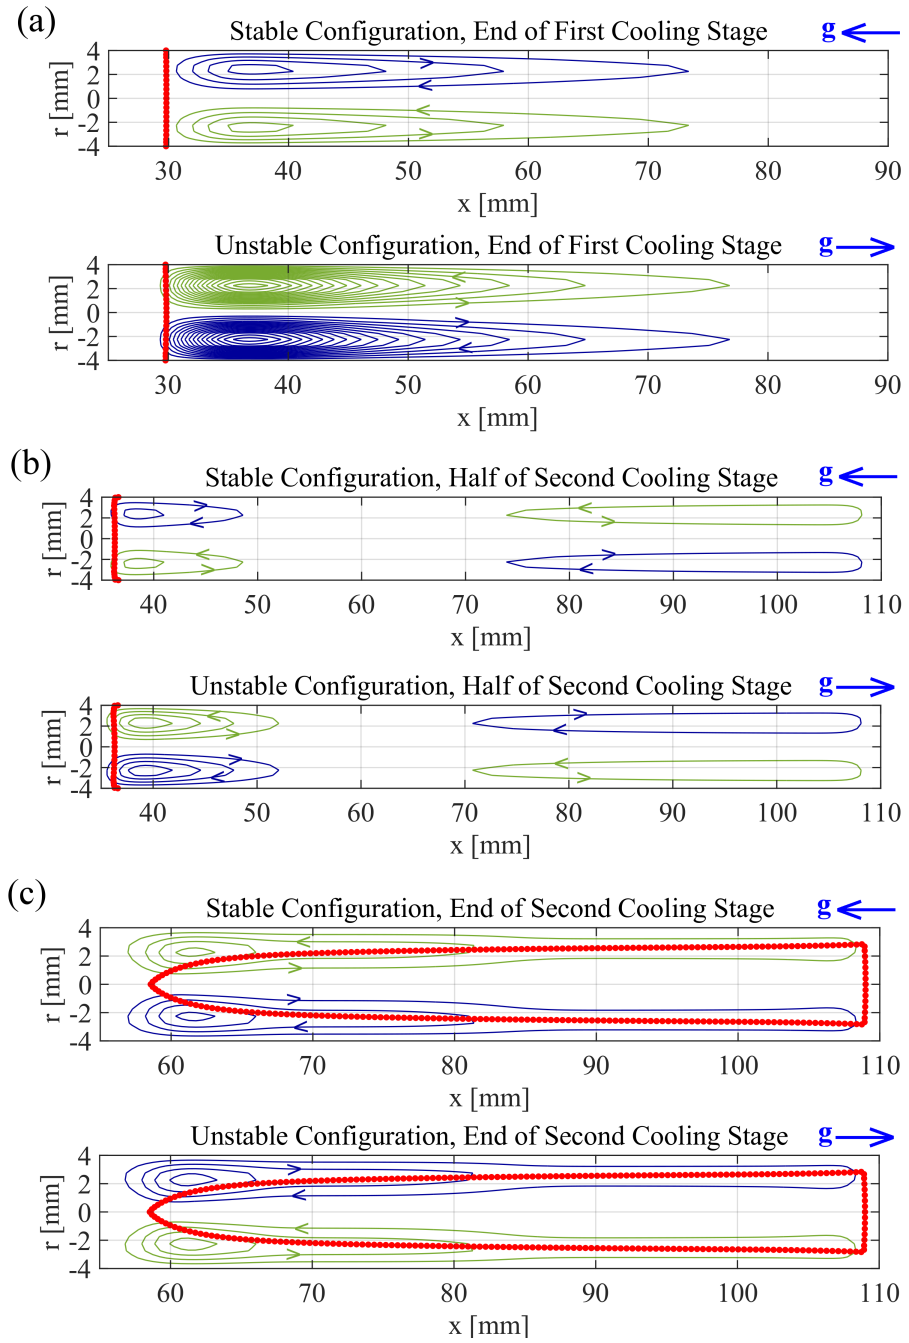 (a)
Stable Configuration, End of First Cooling Stage
g
r [mm]
4
2
0
-2
-4
30 40 50 60 70 80 90
x [mm]
Unstable Configuration, End of First Cooling Stage
g
r [mm]
4
2
0
-2
-4
30 40 50 60 70 80 90
x [mm]
(b)
Stable Configuration, Half of Second Cooling Stage
g
r [mm]
4
2
0
-2
-4
40 50 60 70 80 90 100 110
x [mm]
Unstable Configuration, Half of Second Cooling Stage
g
r [mm]
4
2
0
-2
-4
40 50 60 70 80 90 100 110
x [mm]
(c)
Stable Configuration, End of Second Cooling Stage
g
r [mm]
4
2
0
-2
-4
60 70 80 90 100 110
x [mm]
Unstable Configuration, End of Second Cooling Stage
g
r [mm]
4
2
0
-2
-4
60 70 80 90 100 110
x [mm]